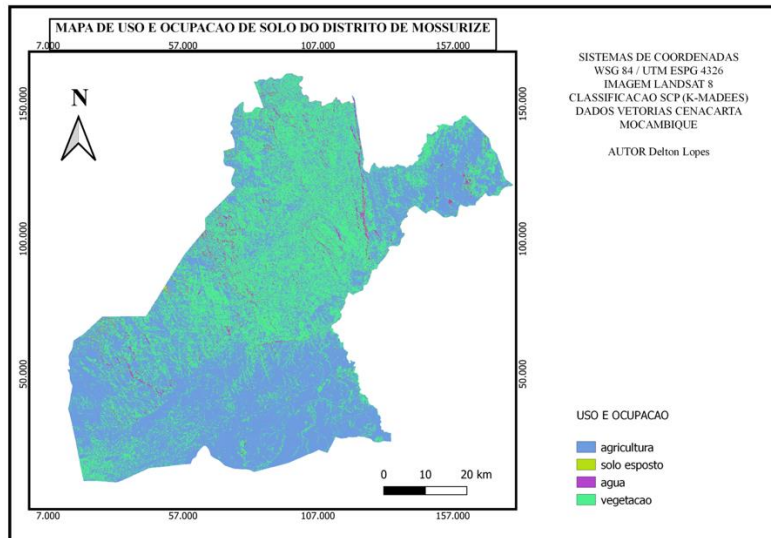 MAPA DE USO E OCUPACAO DE SOLO DO DISTRITO DE MOSSURIZE
7.000 57.000 107.000 157.000
SISTEMAS DE COORDENADAS
WSG 84 / UTM ESPG 4326
IMAGEM LANDSAT 8
CLASSIFICACAO SCP (K-MADEES)
DADOS VETORIAS CENACARTA
MOCAMBIQUE
AUTOR Delton Lopes
N
150.000 150.000
100.000 100.000
50.000 50.000
USO E OCUPACAO
agricultura
solo esposto
agua
vegetacao
0 10 20 km
7.000 57.000 107.000 157.000